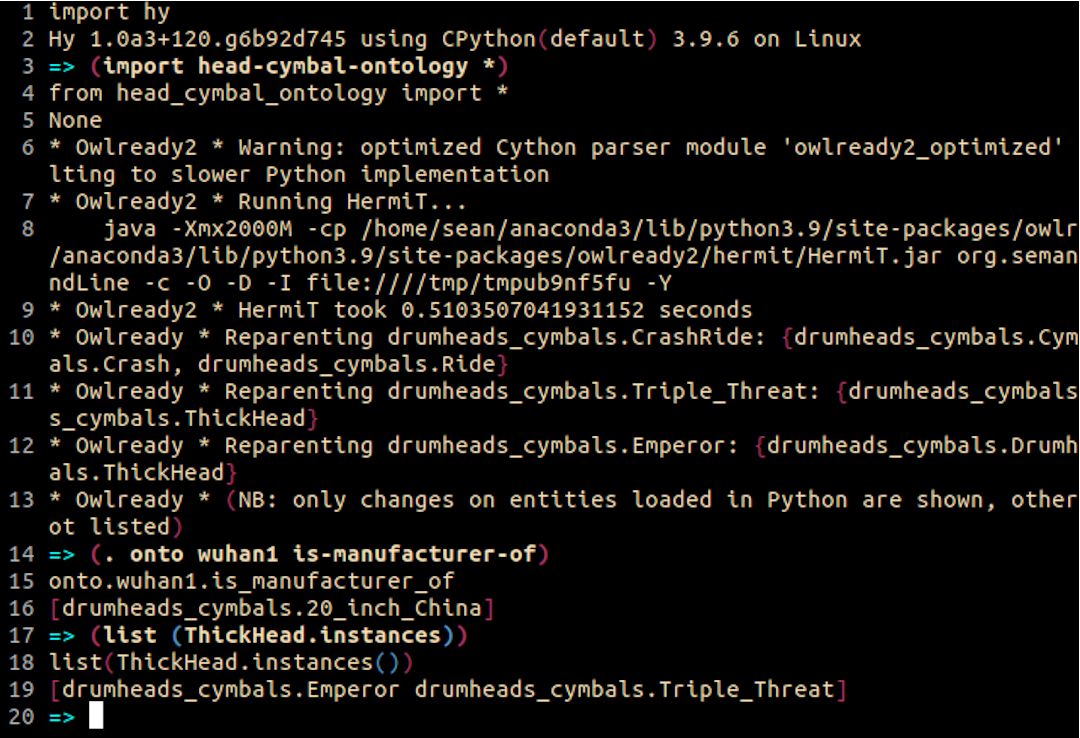 1 import hy
2 Hy 1.0a3+120.g6b92d745 using CPython(default) 3.9.6 on Linux
3 => (import head-cymbal-ontology *)
4 from head_cymbal_ontology import *
5 None
6 * Owlready2 * Warning: optimized Cython parser module 'owlready2_optimized'
lting to slower Python implementation
7 * Owlready2 * Running HermiT...
8     java -Xmx2000M -cp /home/sean/anaconda3/lib/python3.9/site-packages/owlr
/anaconda3/lib/python3.9/site-packages/owlready2/hermit/HermiT.jar org.seman
ndLine -c -O -D -I file:////tmp/tmpub9nf5fu -Y
9 * Owlready2 * HermiT took 0.5103507041931152 seconds
10 * Owlready * Reparenting drumheads_cymbals.CrashRide: {drumheads_cymbals.Cym
als.Crash, drumheads_cymbals.Ride}
11 * Owlready * Reparenting drumheads_cymbals.Triple_Threat: {drumheads_cymbals
s_cymbals.ThickHead}
12 * Owlready * Reparenting drumheads_cymbals.Emperor: {drumheads_cymbals.Drumh
als.ThickHead}
13 * Owlready * (NB: only changes on entities loaded in Python are shown, other
ot listed)
14 => (. onto wuhan1 is-manufacturer-of)
15 onto.wuhan1.is_manufacturer_of
16 [drumheads_cymbals.20_inch_China]
17 => (list (ThickHead.instances))
18 list(ThickHead.instances())
19 [drumheads_cymbals.Emperor drumheads_cymbals.Triple_Threat]
20 =>